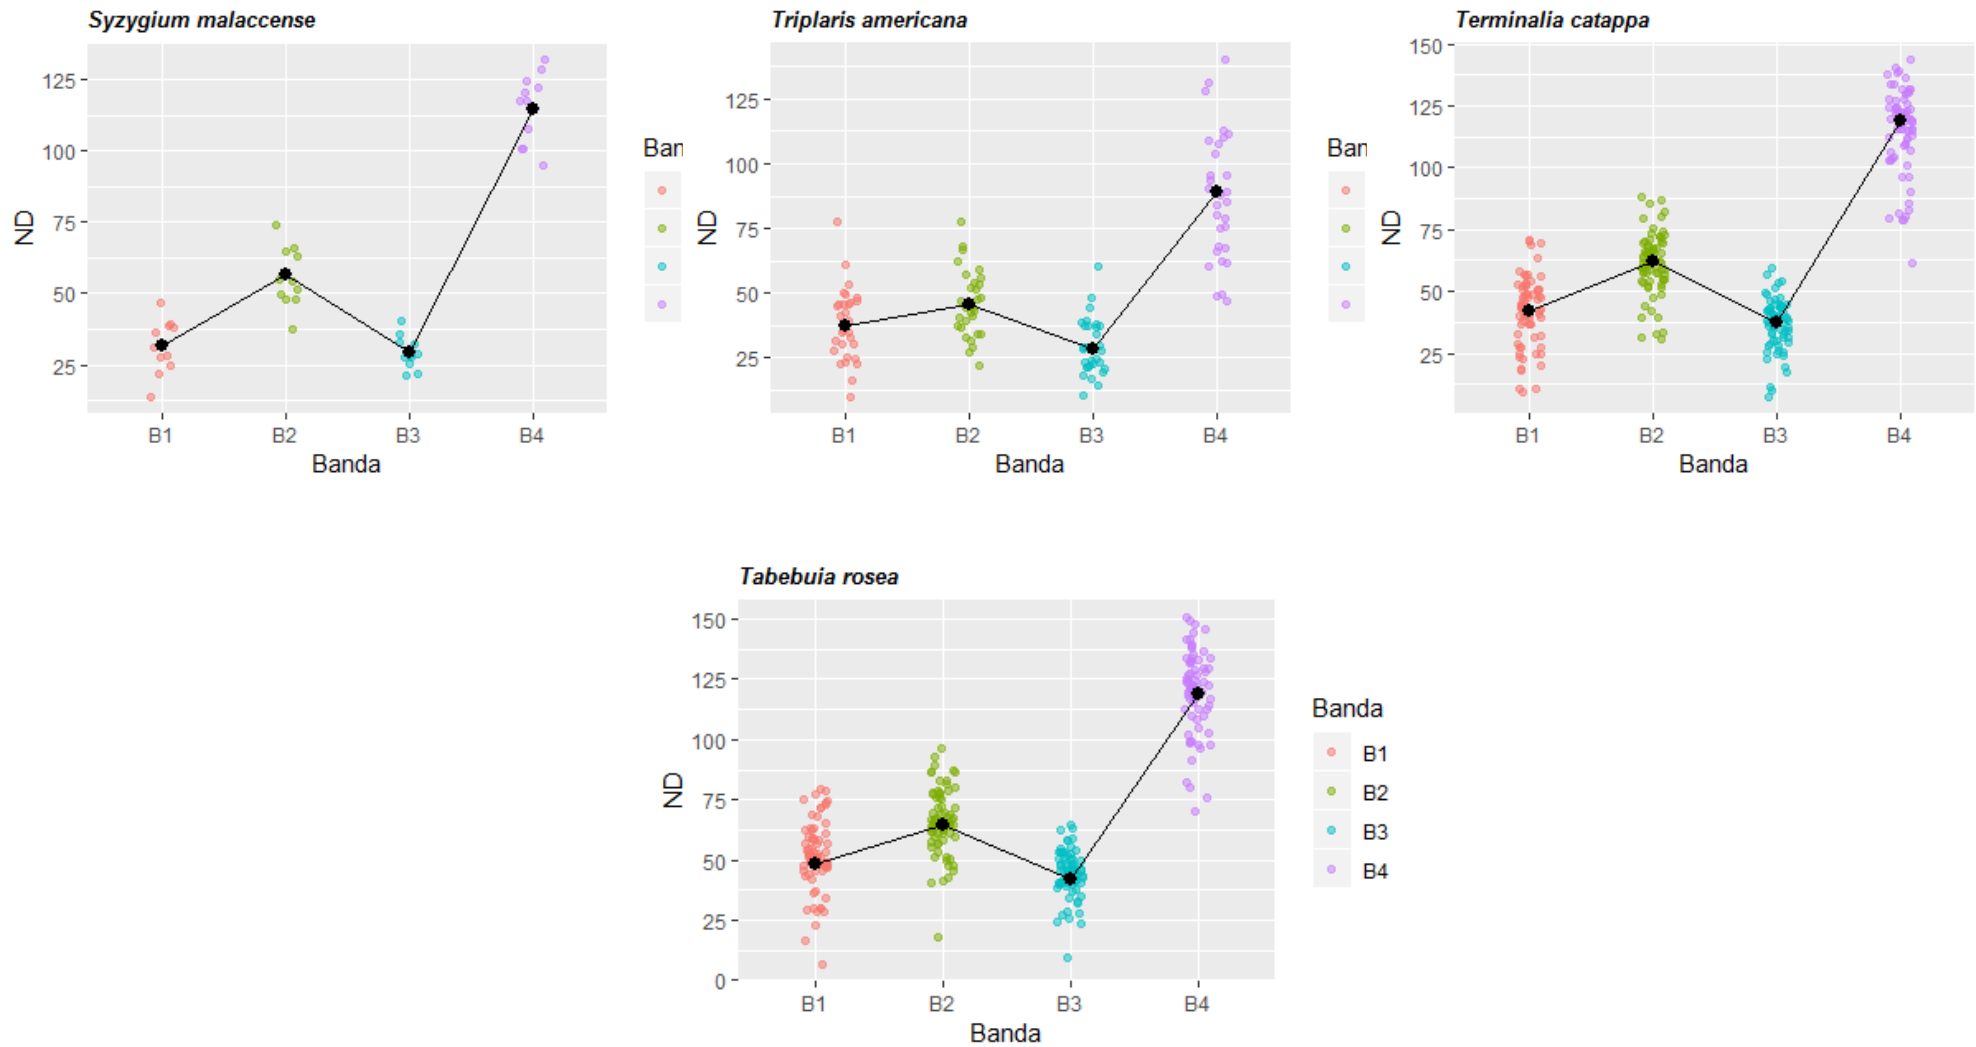 Syzygium malaccense
ND
125
100
75
50
25
B1 B2 B3 B4
Banda
Ban
Triplaris americana
ND
125
100
75
50
25
B1 B2 B3 B4
Banda
Ban
Terminalia catappa
ND
150
125
100
75
50
25
B1 B2 B3 B4
Banda
Tabebuia rosea
ND
150
125
100
75
50
25
0
B1 B2 B3 B4
Banda
Banda
B1
B2
B3
B4